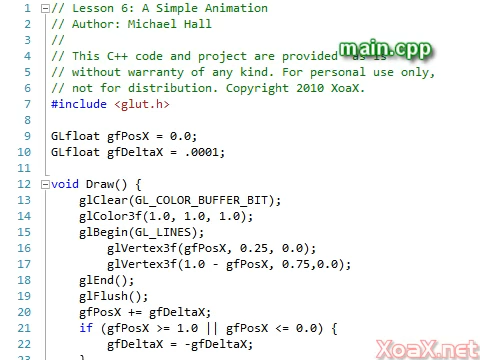 1 // Lesson 6: A Simple Animation
2 // Author: Michael Hall
3 //
4 // This C++ code and project are provided "as is"
5 // without warranty of any kind. For personal use only,
6 // not for distribution. Copyright 2010 XoaX.
7 #include <glut.h>
8
9 GLfloat gfPosX = 0.0;
10 GLfloat gfDeltaX = .0001;
11
12 void Draw() {
13 glClear(GL_COLOR_BUFFER_BIT);
14 glColor3f(1.0, 1.0, 1.0);
15 glBegin(GL_LINES);
16 glVertex3f(gfPosX, 0.25, 0.0);
17 glVertex3f(1.0 - gfPosX, 0.75,0.0);
18 glEnd();
19 glFlush();
20 gfPosX += gfDeltaX;
21 if (gfPosX >= 1.0 || gfPosX <= 0.0) {
22 gfDeltaX = -gfDeltaX;
main.cpp
XoaX.net